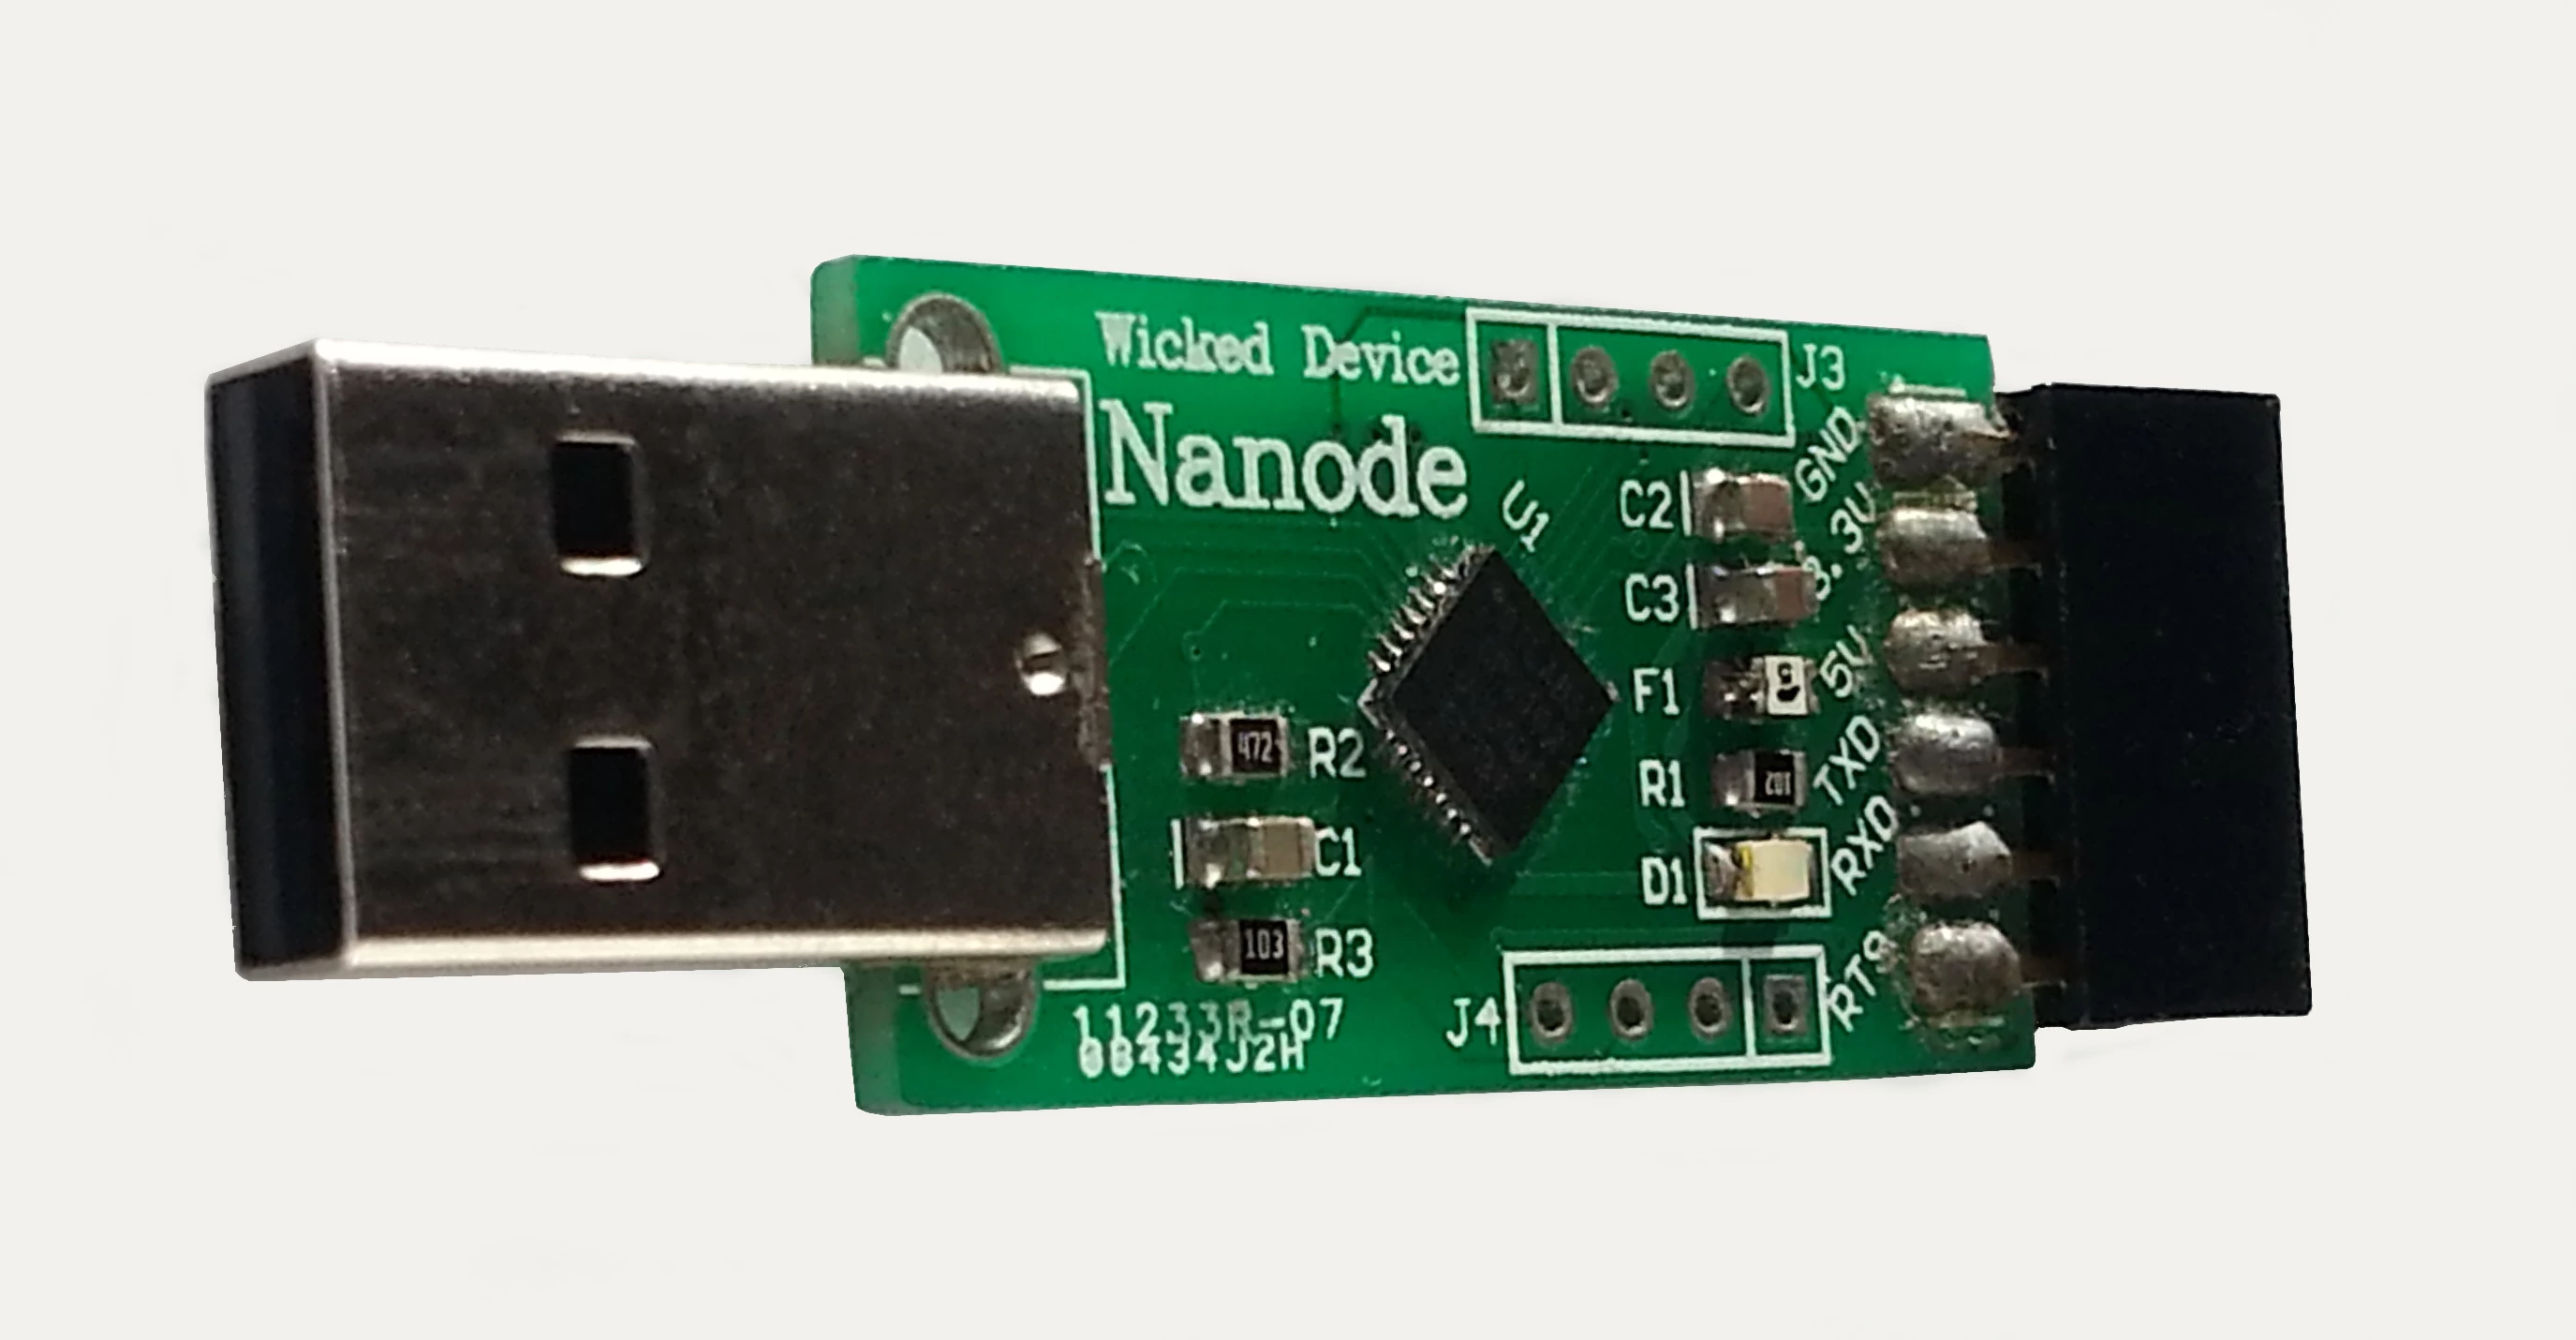 Wicked Device
J3
Nanode
U1
GND
3.3V
5V
TXD
RXD
RTS
C2
C3
F1
R1
102
D1
472
R2
C1
103
R3
11233R-07
08434J2H
J4